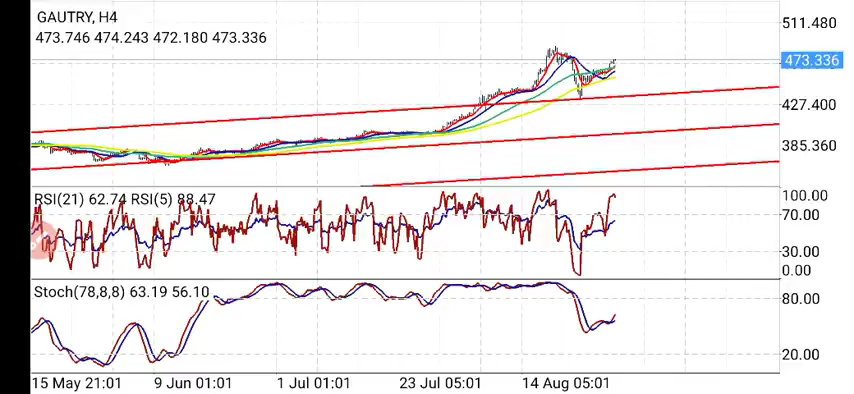 GAUTRY, H4
473.746 474.243 472.180 473.336
511.480
473.336
427.400
385.360
RSI(21) 62.74 RSI(5) 88.47
100.00
70.00
30.00
0.00
Stoch(78,8,8) 63.19 56.10
80.00
20.00
15 May 21:01 9 Jun 01:01 1 Jul 01:01 23 Jul 05:01 14 Aug 05:01